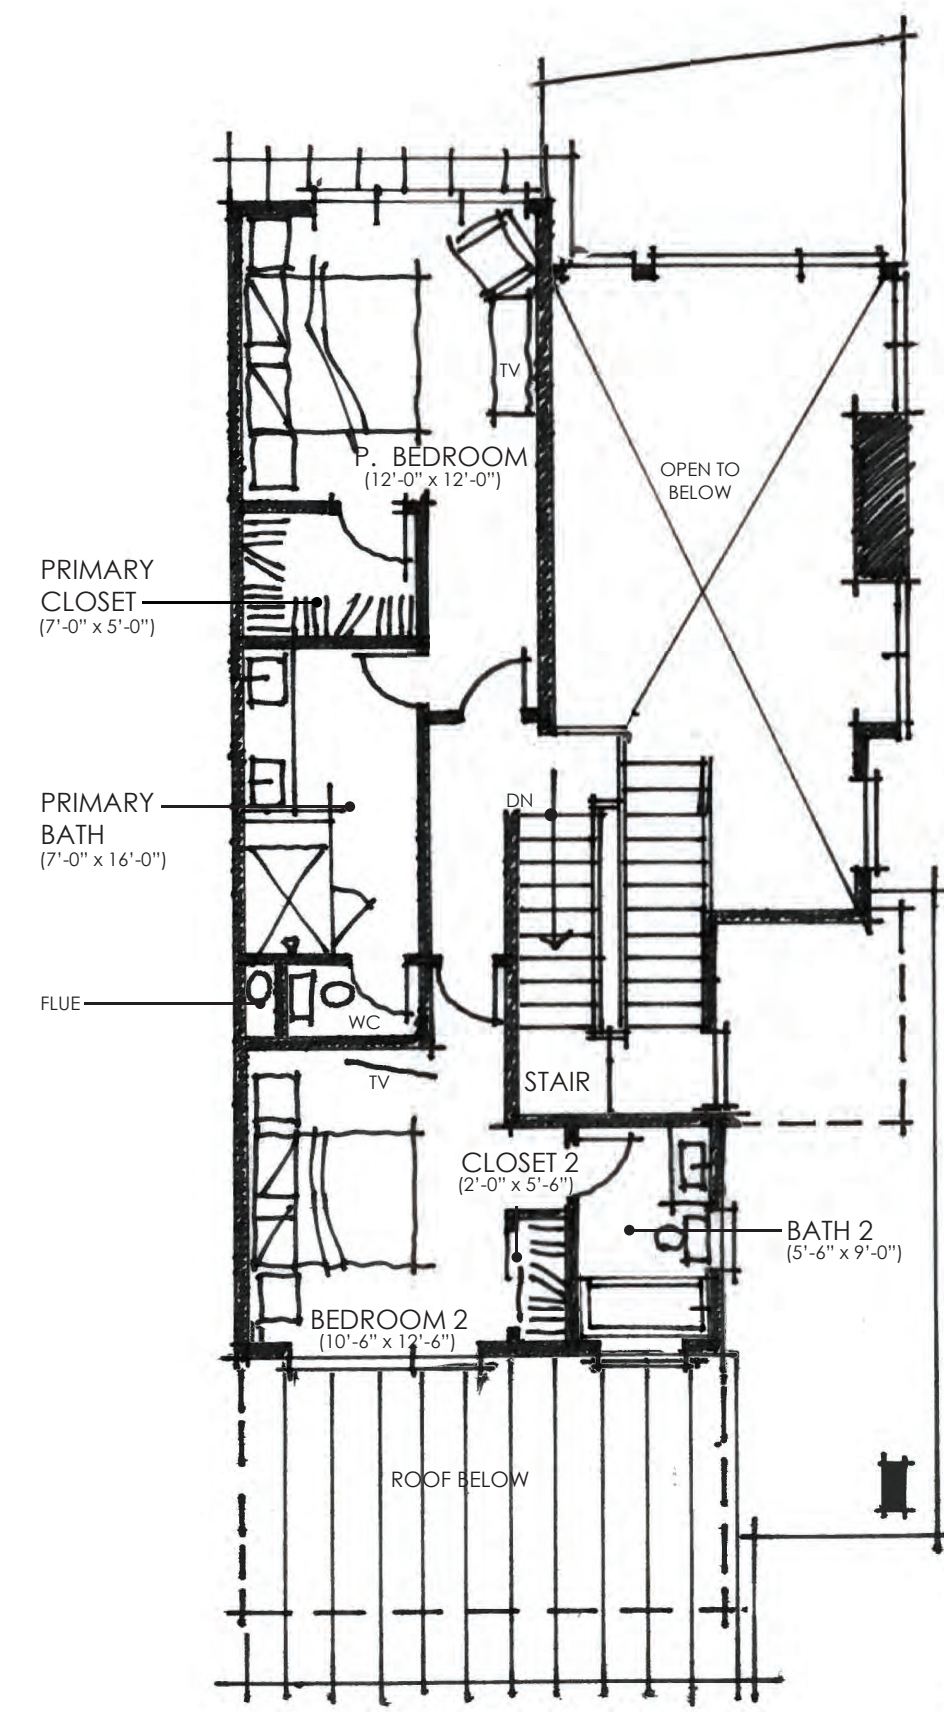 TV
P. BEDROOM
(12'-0" x 12'-0")
OPEN TO
BELOW
PRIMARY
CLOSET
(7'-0" x 5'-0")
DN
PRIMARY
BATH
(7'-0" x 16'-0")
FLUE
WC
TV
STAIR
CLOSET 2
(2'-0" x 5'-6")
BATH 2
(5'-6" x 9'-0")
BEDROOM 2
(10'-6" x 12'-6")
ROOF BELOW